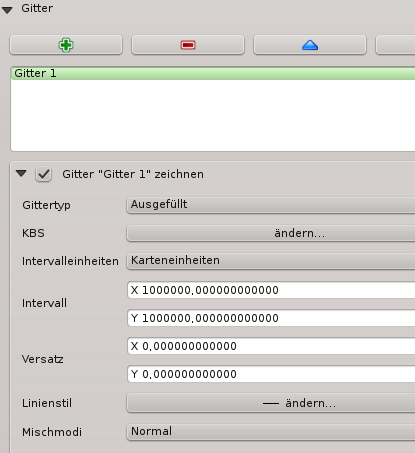 Gitter
Gitter 1
Gitter "Gitter 1" zeichnen
Gittertyp Ausgefüllt
KBS ändern...
Intervalleinheiten Karteneinheiten
Intervall
X 1000000,000000000000
Y 1000000,000000000000
Versatz
X 0,000000000000
Y 0,000000000000
Linienstil ändern...
Mischmodi Normal